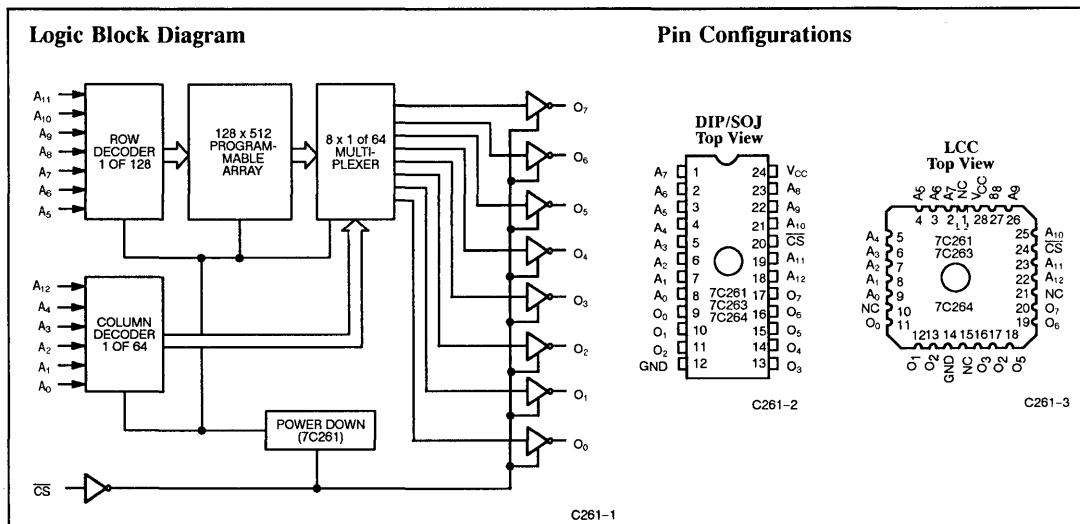 Logic Block Diagram
A₁₁
A₁₀
A₉
A₈
A₇
A₆
A₅
ROW
DECODER
1 OF 128
128 x 512
PROGRAM-
MABLE
ARRAY
8 x 1 of 64
MULTI-
PLEXER
A₁₂
A₄
A₃
A₂
A₁
A₀
COLUMN
DECODER
1 OF 64
POWER DOWN
(7C261)
CS
O₇
O₆
O₅
O₄
O₃
O₂
O₁
O₀
C261-1
Pin Configurations
DIP/SOJ
Top View
A₇ 1 24 V_CC
A₆ 2 23 A₈
A₅ 3 22 A₉
A₄ 4 21 A₁₀
A₃ 5 20 CS
A₂ 6 19 A₁₁
A₁ 7 18 A₁₂
A₀ 8 7C261 17 O₇
O₀ 9 7C263 16 O₆
O₁ 10 7C264 15 O₅
O₂ 11 14 O₄
GND 12 13 O₃
C261-2
LCC
Top View
A₅ A₆ A₇ NC V_CC 88 A₉
4 3 2 1 28 27 26
A₄ 5 25 A₁₀
A₃ 6 24 CS
A₂ 7 23 A₁₁
A₁ 8 22 A₁₂
A₀ 9 21 NC
NC 10 20 O₇
O₀ 11 19 O₆
7C261
7C263
7C264
12 13 14 15 16 17 18
O₁ O₂ GND NC O₃ O₂ O₅
C261-3